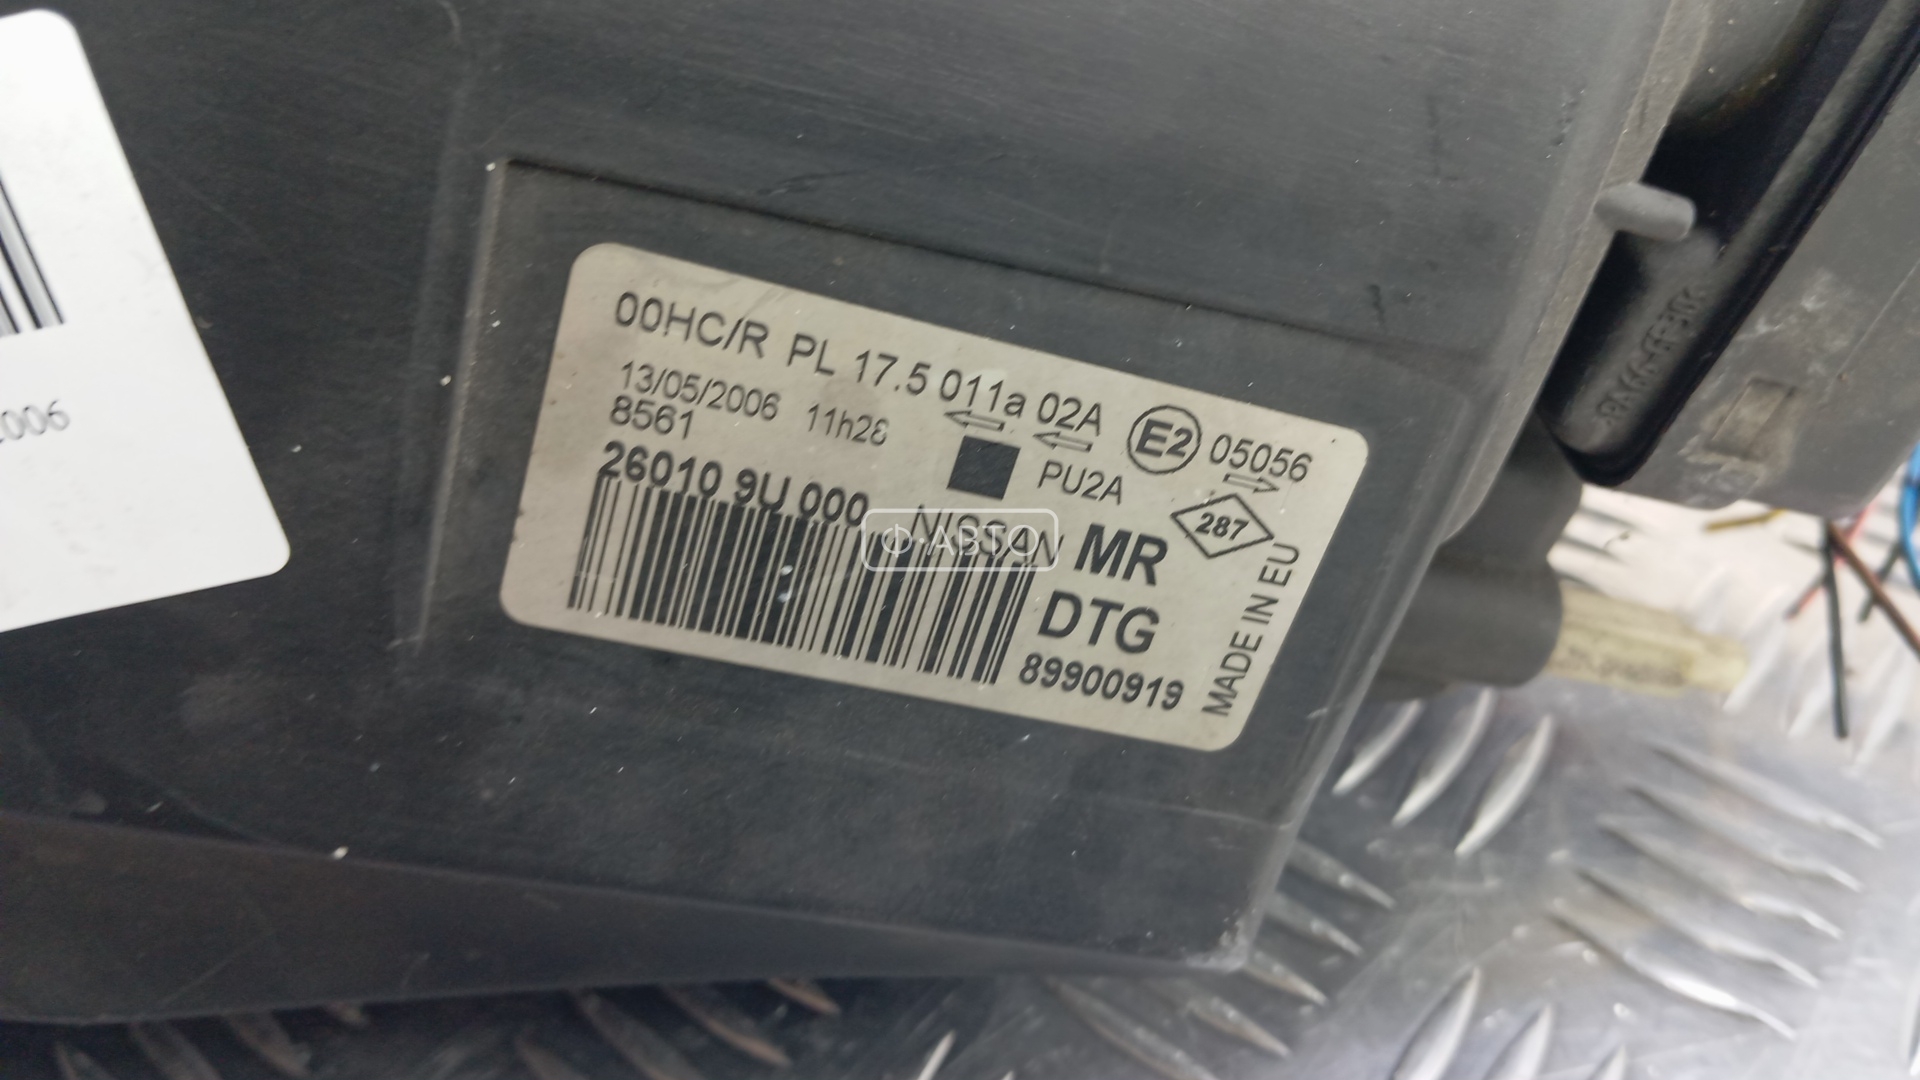 00HC/R PL 17.5 011a 02A E2 05056
13/05/2006 11h28
8561
PU2A
287
26010 9U 000 NISSAN MR
DTG
89900919
MADE IN EU
Ф·АВТО
2006